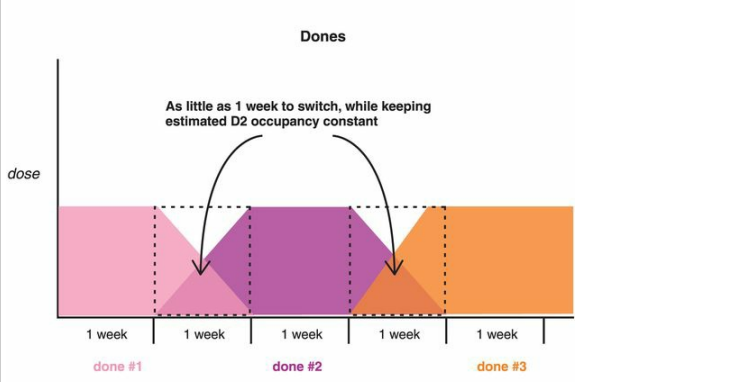 Dones
As little as 1 week to switch, while keeping
estimated D2 occupancy constant
dose
1 week
1 week
1 week
1 week
1 week
done #1
done #2
done #3